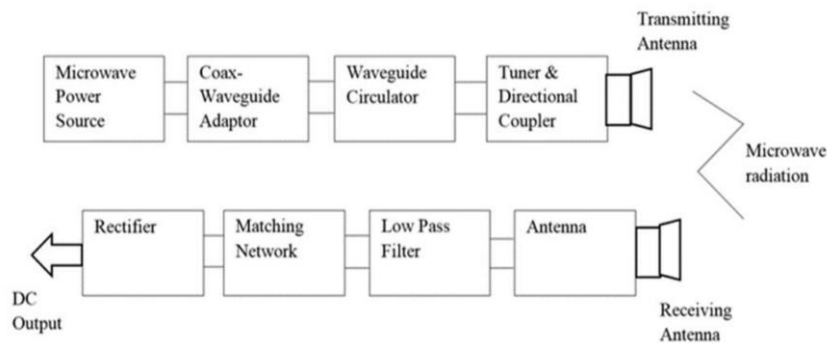 Transmitting
Antenna
Microwave
Power
Source
Coax-
Waveguide
Adaptor
Waveguide
Circulator
Tuner &
Directional
Coupler
Microwave
radiation
Rectifier
Matching
Network
Low Pass
Filter
Antenna
DC
Output
Receiving
Antenna